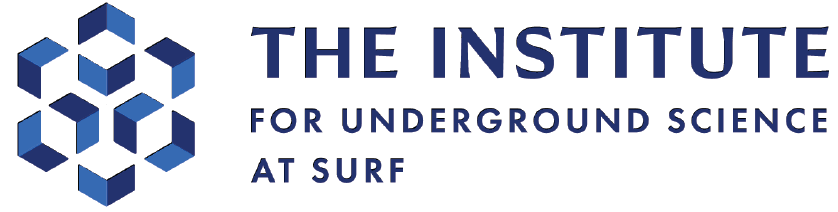 THE INSTITUTE
FOR UNDERGROUND SCIENCE
AT SURF